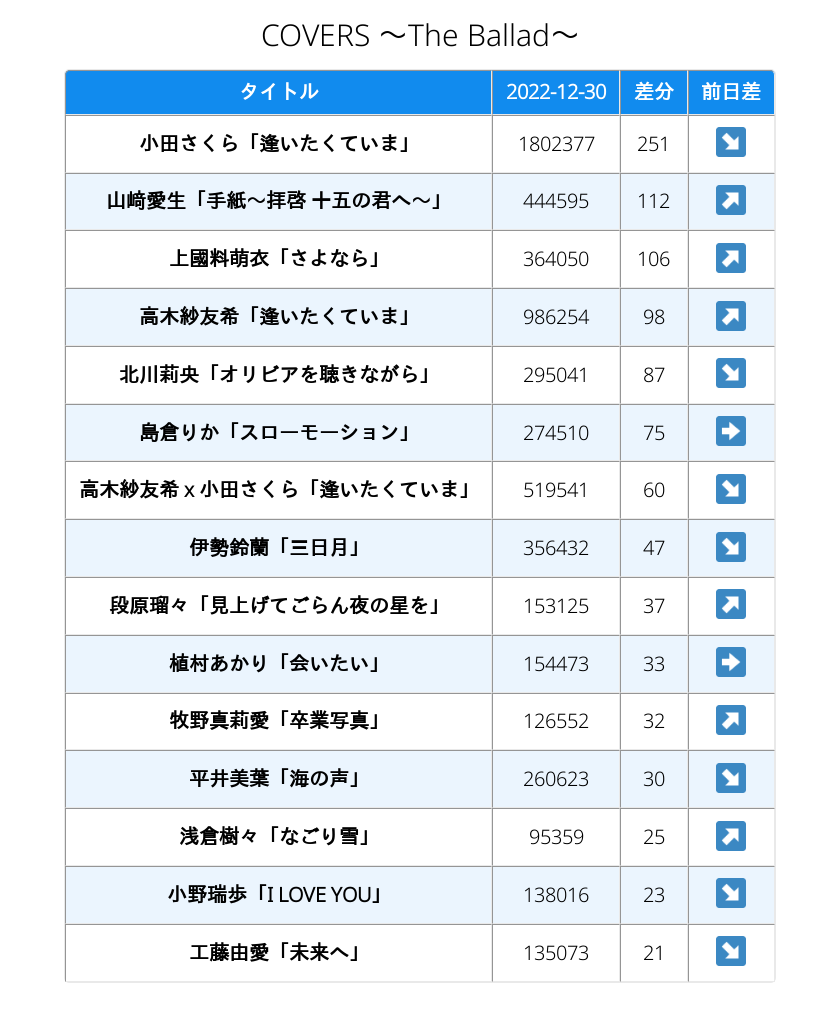 COVERS 〜The Ballad〜
タイトル 2022-12-30 差分 前日差
小田さくら「逢いたくていま」 1802377 251 ↘
山﨑愛生「手紙〜拝啓 十五の君へ〜」 444595 112 ↗
上國料萌衣「さよなら」 364050 106 ↗
高木紗友希「逢いたくていま」 986254 98 ↗
北川莉央「オリビアを聴きながら」 295041 87 ↘
島倉りか「スローモーション」 274510 75 ➡
高木紗友希 x 小田さくら「逢いたくていま」 519541 60 ↘
伊勢鈴蘭「三日月」 356432 47 ↘
段原瑠々「見上げてごらん夜の星を」 153125 37 ↗
植村あかり「会いたい」 154473 33 ➡
牧野真莉愛「卒業写真」 126552 32 ↗
平井美葉「海の声」 260623 30 ↘
浅倉樹々「なごり雪」 95359 25 ↗
小野瑞歩「I LOVE YOU」 138016 23 ↘
工藤由愛「未来へ」 135073 21 ↘